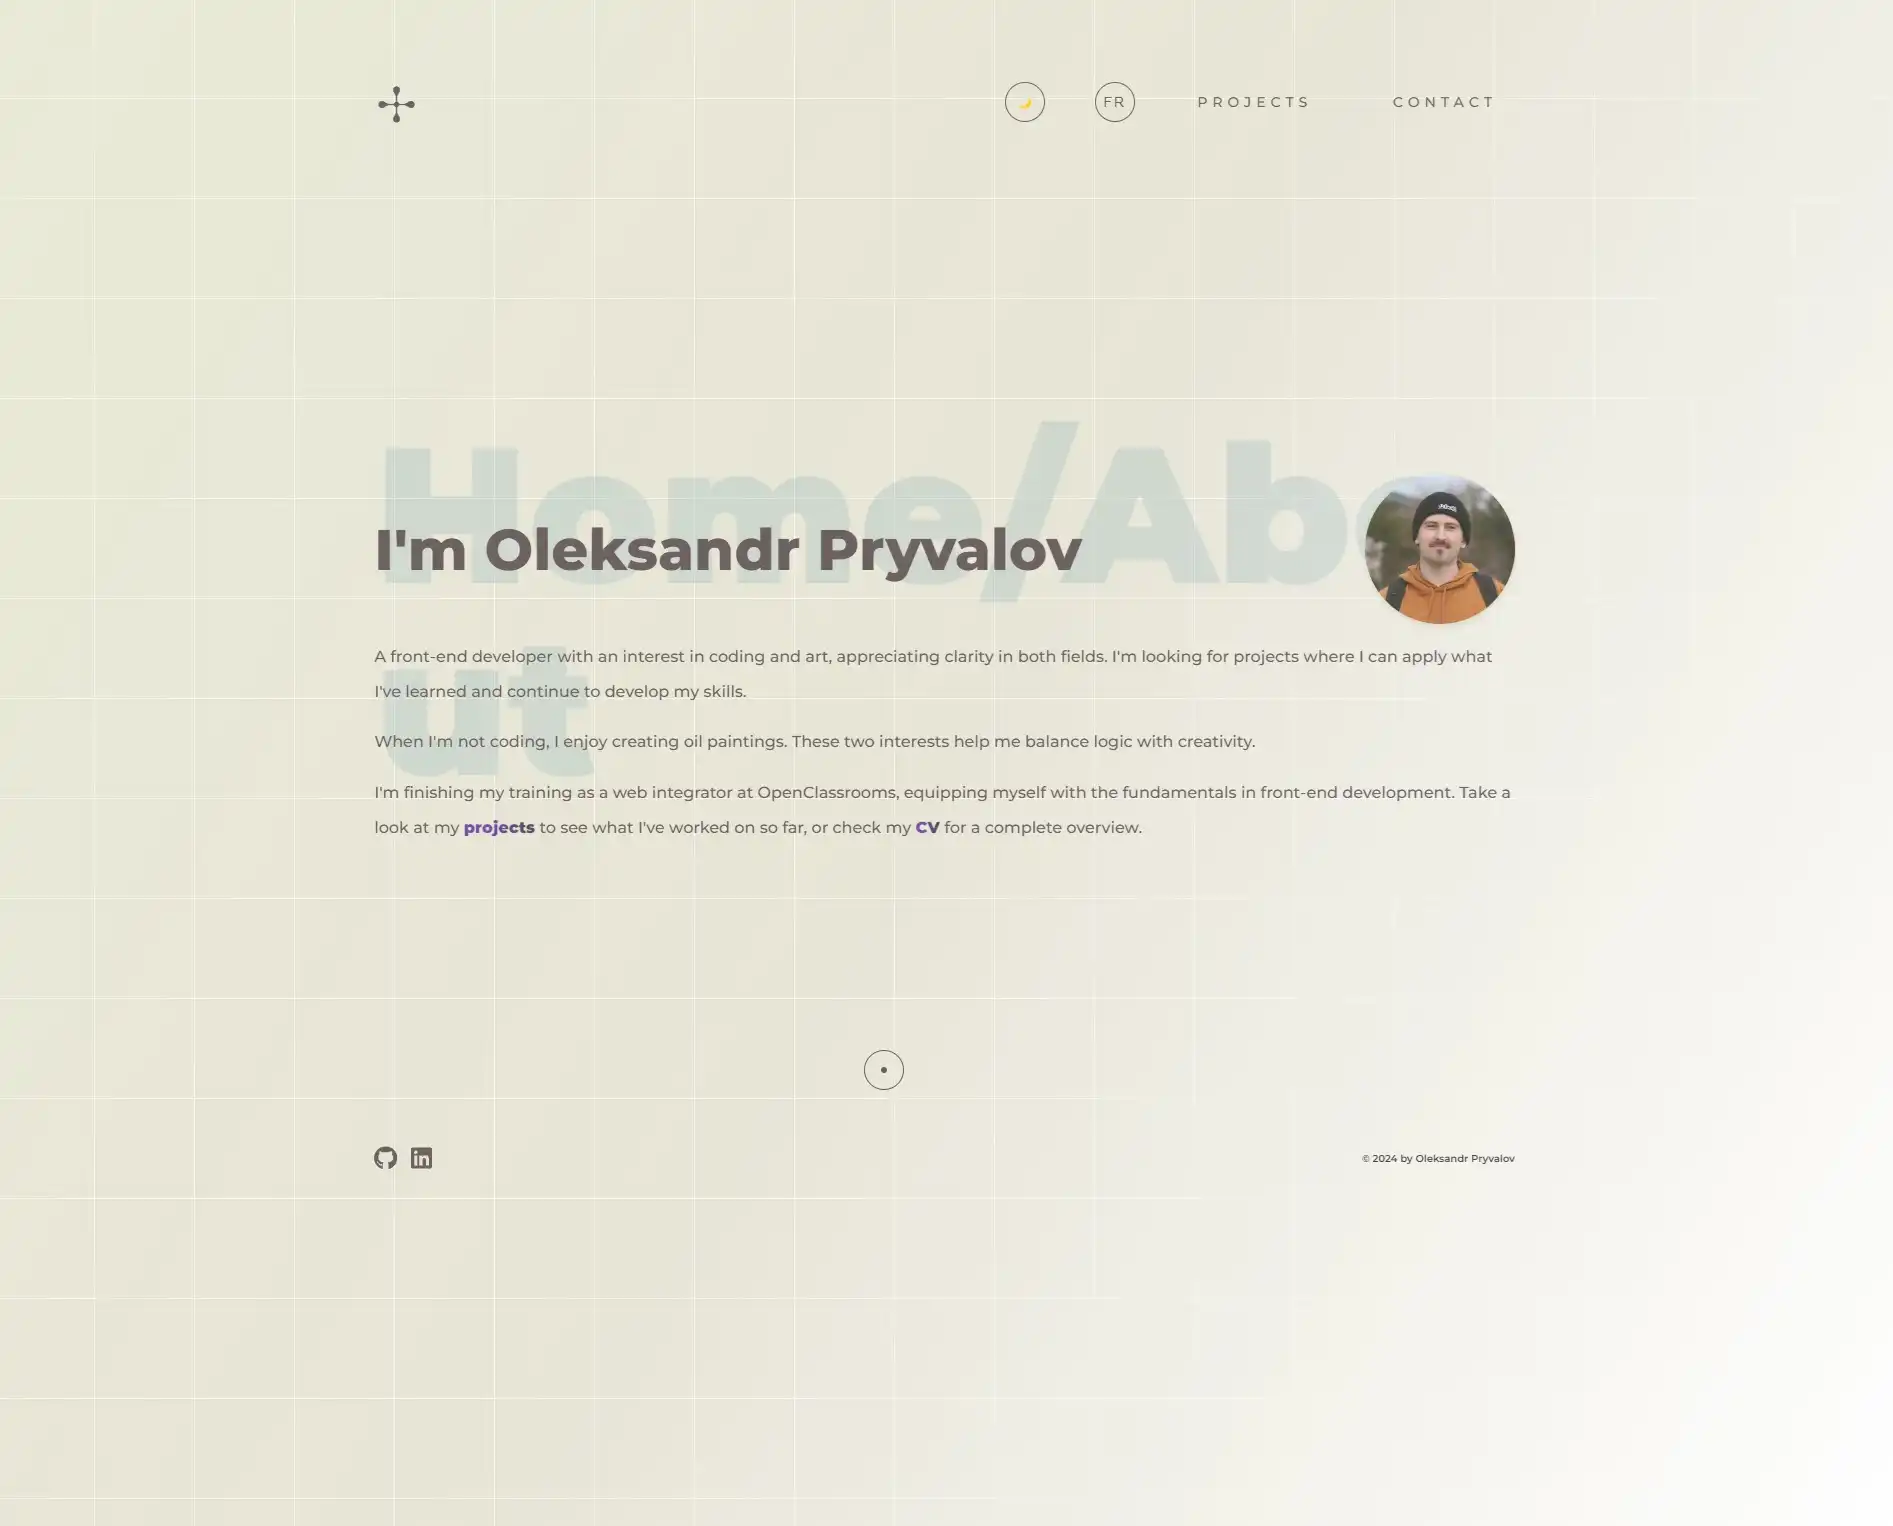 FR
PROJECTS
CONTACT
Home/Abo
ut
I'm Oleksandr Pryvalov
A front-end developer with an interest in coding and art, appreciating clarity in both fields. I'm looking for projects where I can apply what
I've learned and continue to develop my skills.
When I'm not coding, I enjoy creating oil paintings. These two interests help me balance logic with creativity.
I'm finishing my training as a web integrator at OpenClassrooms, equipping myself with the fundamentals in front-end development. Take a
look at my projects to see what I've worked on so far, or check my CV for a complete overview.
in
© 2024 by Oleksandr Pryvalov